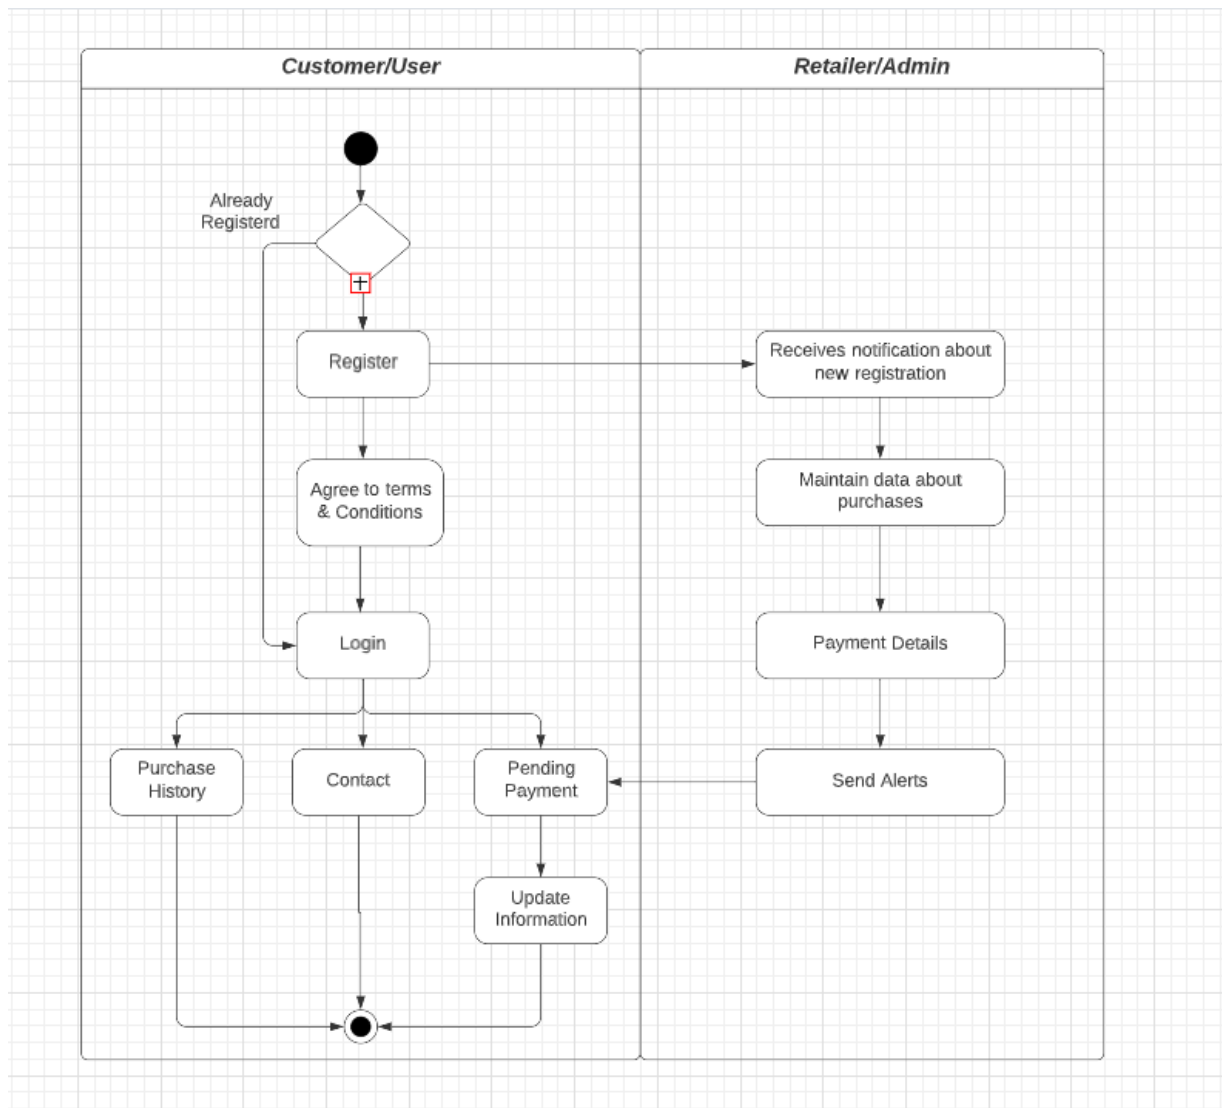 Customer/User
Retailer/Admin
Already
Registerd
Register
Receives notification about
new registration
Agree to terms
& Conditions
Maintain data about
purchases
Login
Payment Details
Purchase
History
Contact
Pending
Payment
Send Alerts
Update
Information